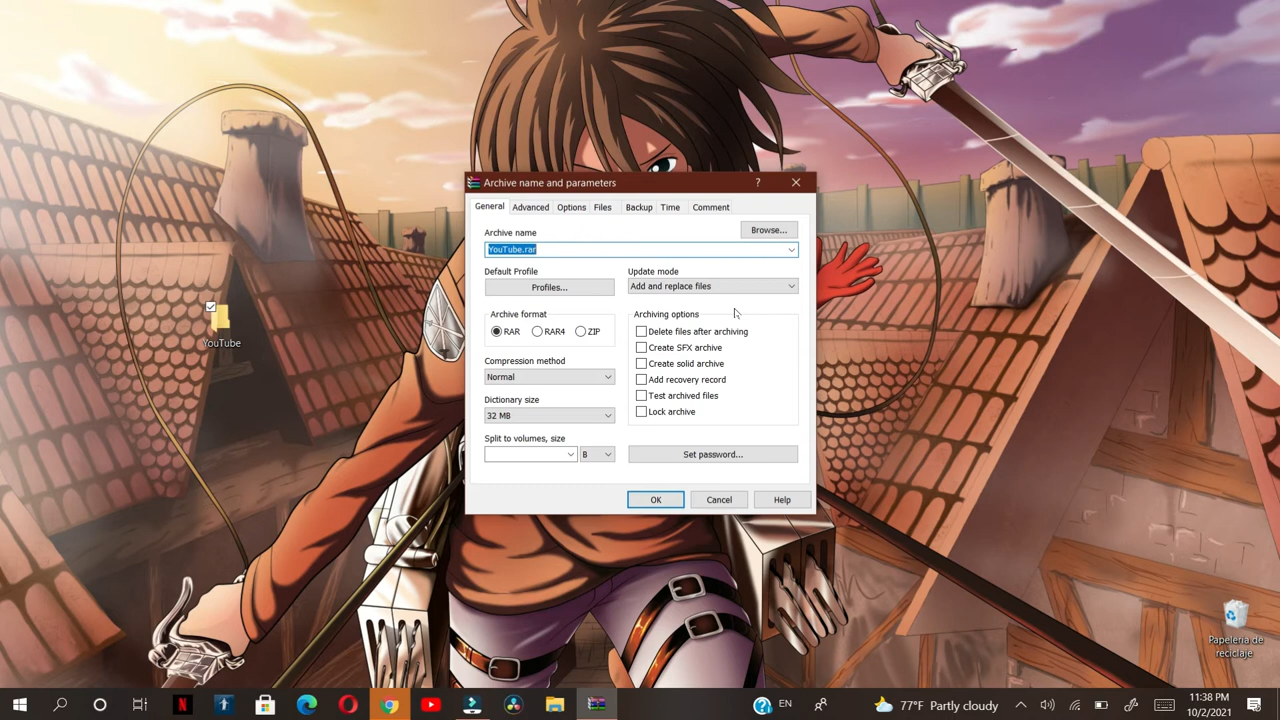 Archive name and parameters
?
General
Advanced
Options
Files
Backup
Time
Comment
Archive name
Browse...
YouTube.rar
Default Profile
Profiles...
Update mode
Add and replace files
Archive format
RAR
RAR4
ZIP
Archiving options
Delete files after archiving
Create SFX archive
Create solid archive
Add recovery record
Test archived files
Lock archive
Compression method
Normal
Dictionary size
32 MB
Split to volumes, size
B
Set password...
OK
Cancel
Help
YouTube
Papelería de
reciclaje
EN
77°F Partly cloudy
11:38 PM
10/2/2021